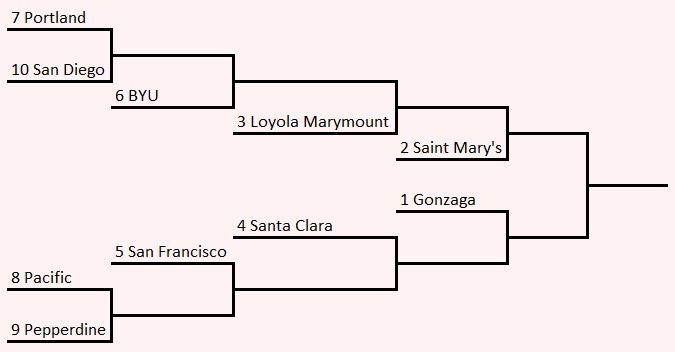 7 Portland
10 San Diego
6 BYU
3 Loyola Marymount
2 Saint Mary's
1 Gonzaga
4 Santa Clara
5 San Francisco
8 Pacific
9 Pepperdine